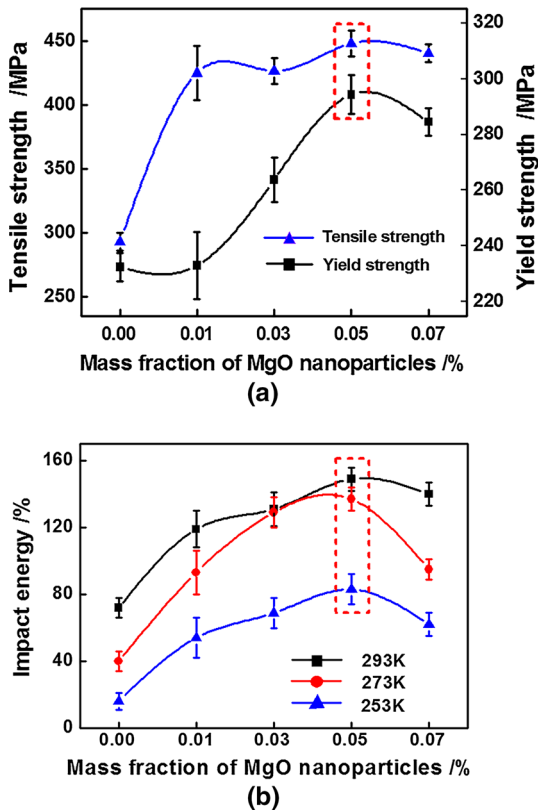 Tensile strength /MPa
450
400
350
300
250
Yield strength /MPa
320
300
280
260
240
220
Tensile strength
Yield strength
0.00 0.01 0.03 0.05 0.07
Mass fraction of MgO nanoparticles /%
(a)
Impact energy /%
160
120
80
40
0
293K
273K
253K
0.00 0.01 0.03 0.05 0.07
Mass fraction of MgO nanoparticles /%
(b)